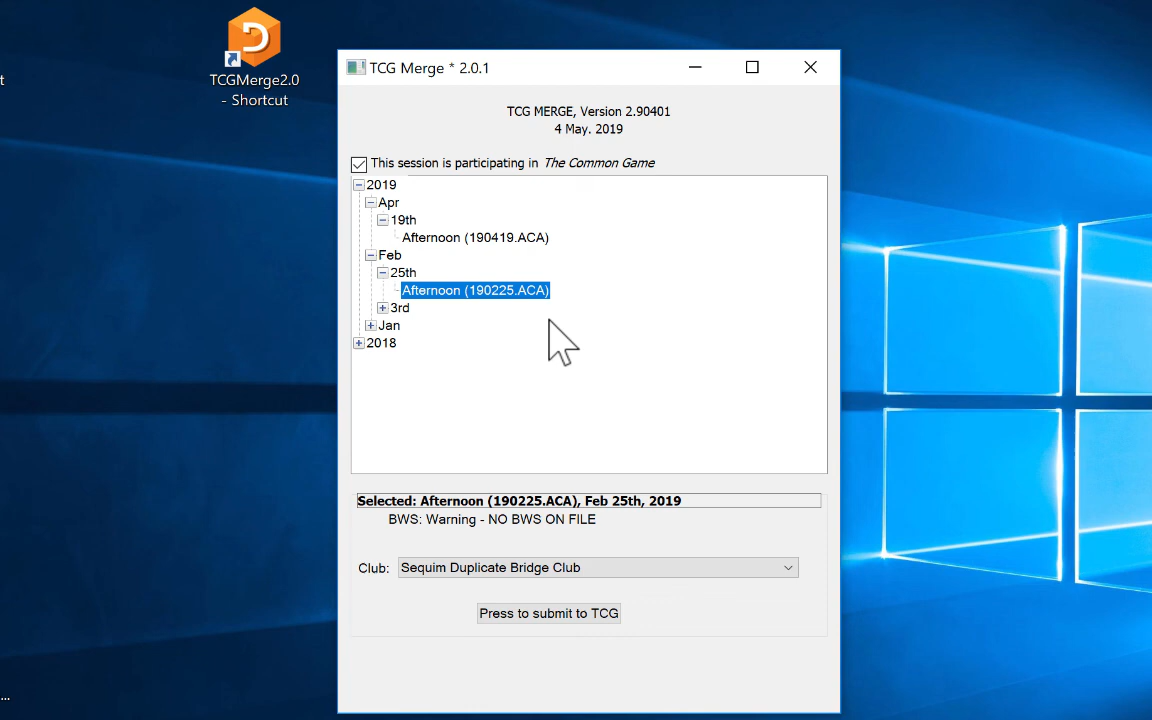 t
TCGMerge2.0
- Shortcut
TCG Merge * 2.0.1
TCG MERGE, Version 2.90401
4 May. 2019
This session is participating in The Common Game
2019
Apr
19th
Afternoon (190419.ACA)
Feb
25th
Afternoon (190225.ACA)
3rd
Jan
2018
Selected: Afternoon (190225.ACA), Feb 25th, 2019
BWS: Warning - NO BWS ON FILE
Club: Sequim Duplicate Bridge Club
Press to submit to TCG
...